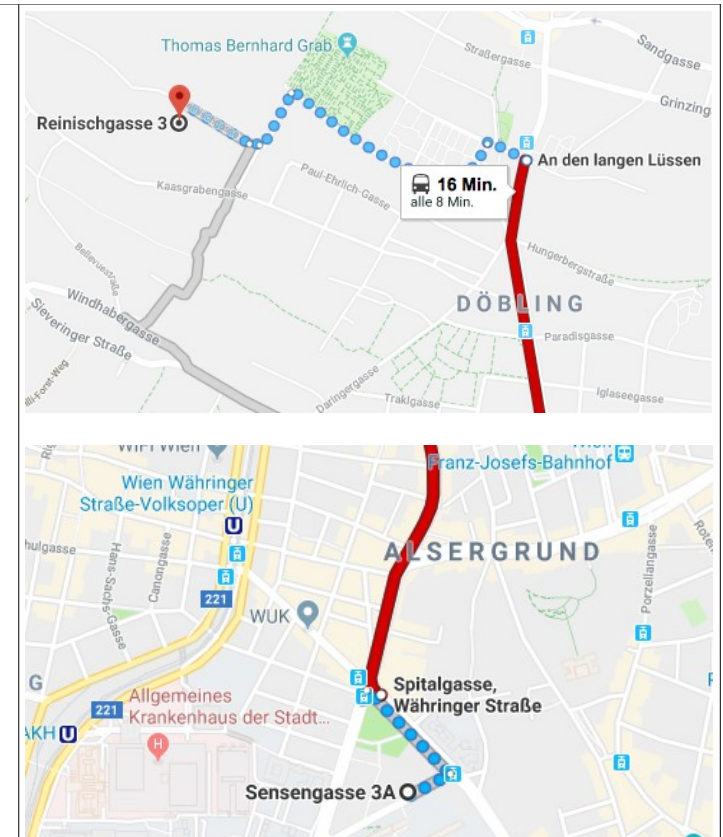 Thomas Bernhard Grab
Straßergasse
Sandgasse
Grinzing
Reinischgasse 3
An den langen Lüssen
16 Min.
alle 8 Min.
Paul-Ehrlich-Gasse
Kaasgrabengasse
Bellevuestraße
Hungerbergstraße
Windhabergasse
DÖBLING
Sieveringer Straße
Paradisgasse
Daringergasse
Traklgasse
Iglaseegasse
WIFI Wien
Wien
Franz-Josefs-Bahnhof
Wien Währinger
Straße-Volksoper (U)
U
ALSERGRUND
Hans-Sachs-Gasse
Canongasse
Porzellangasse
221
WUK
G
Spitalgasse,
Währinger Straße
Allgemeines
221
Krankenhaus der Stadt...
AKH U
H
Sensengasse 3A